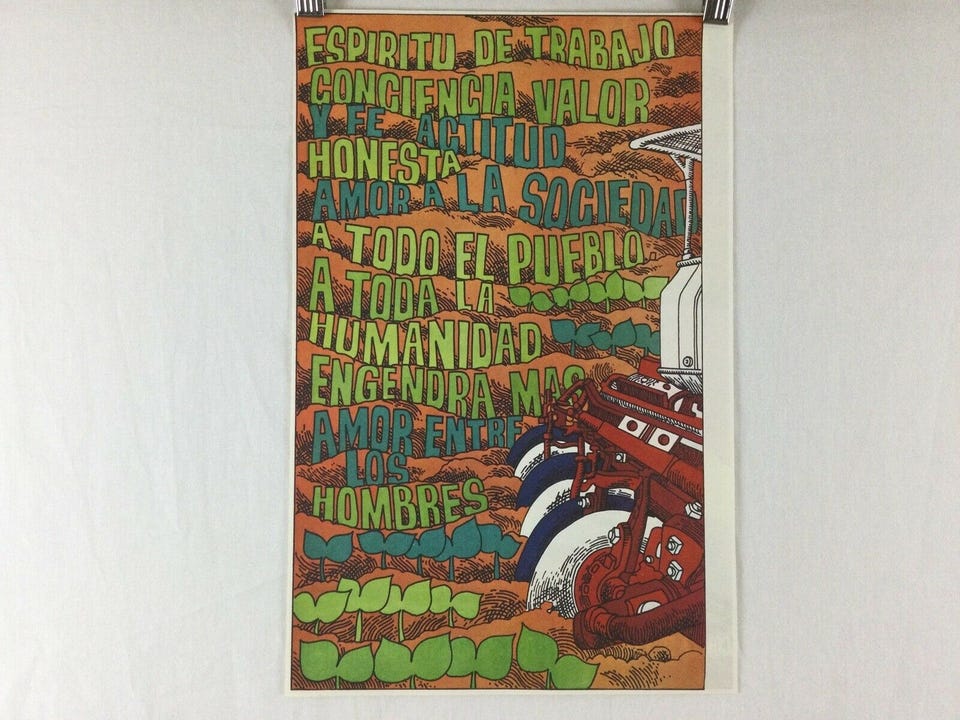 ESPIRITU DE TRABAJO
CONCIENCIA VALOR
Y FE ACTITUD
HONESTA
AMOR A LA SOCIEDAD
A TODO EL PUEBLO
A TODA LA
HUMANIDAD
ENGENDRA MAS
AMOR ENTRE
LOS
HOMBRES